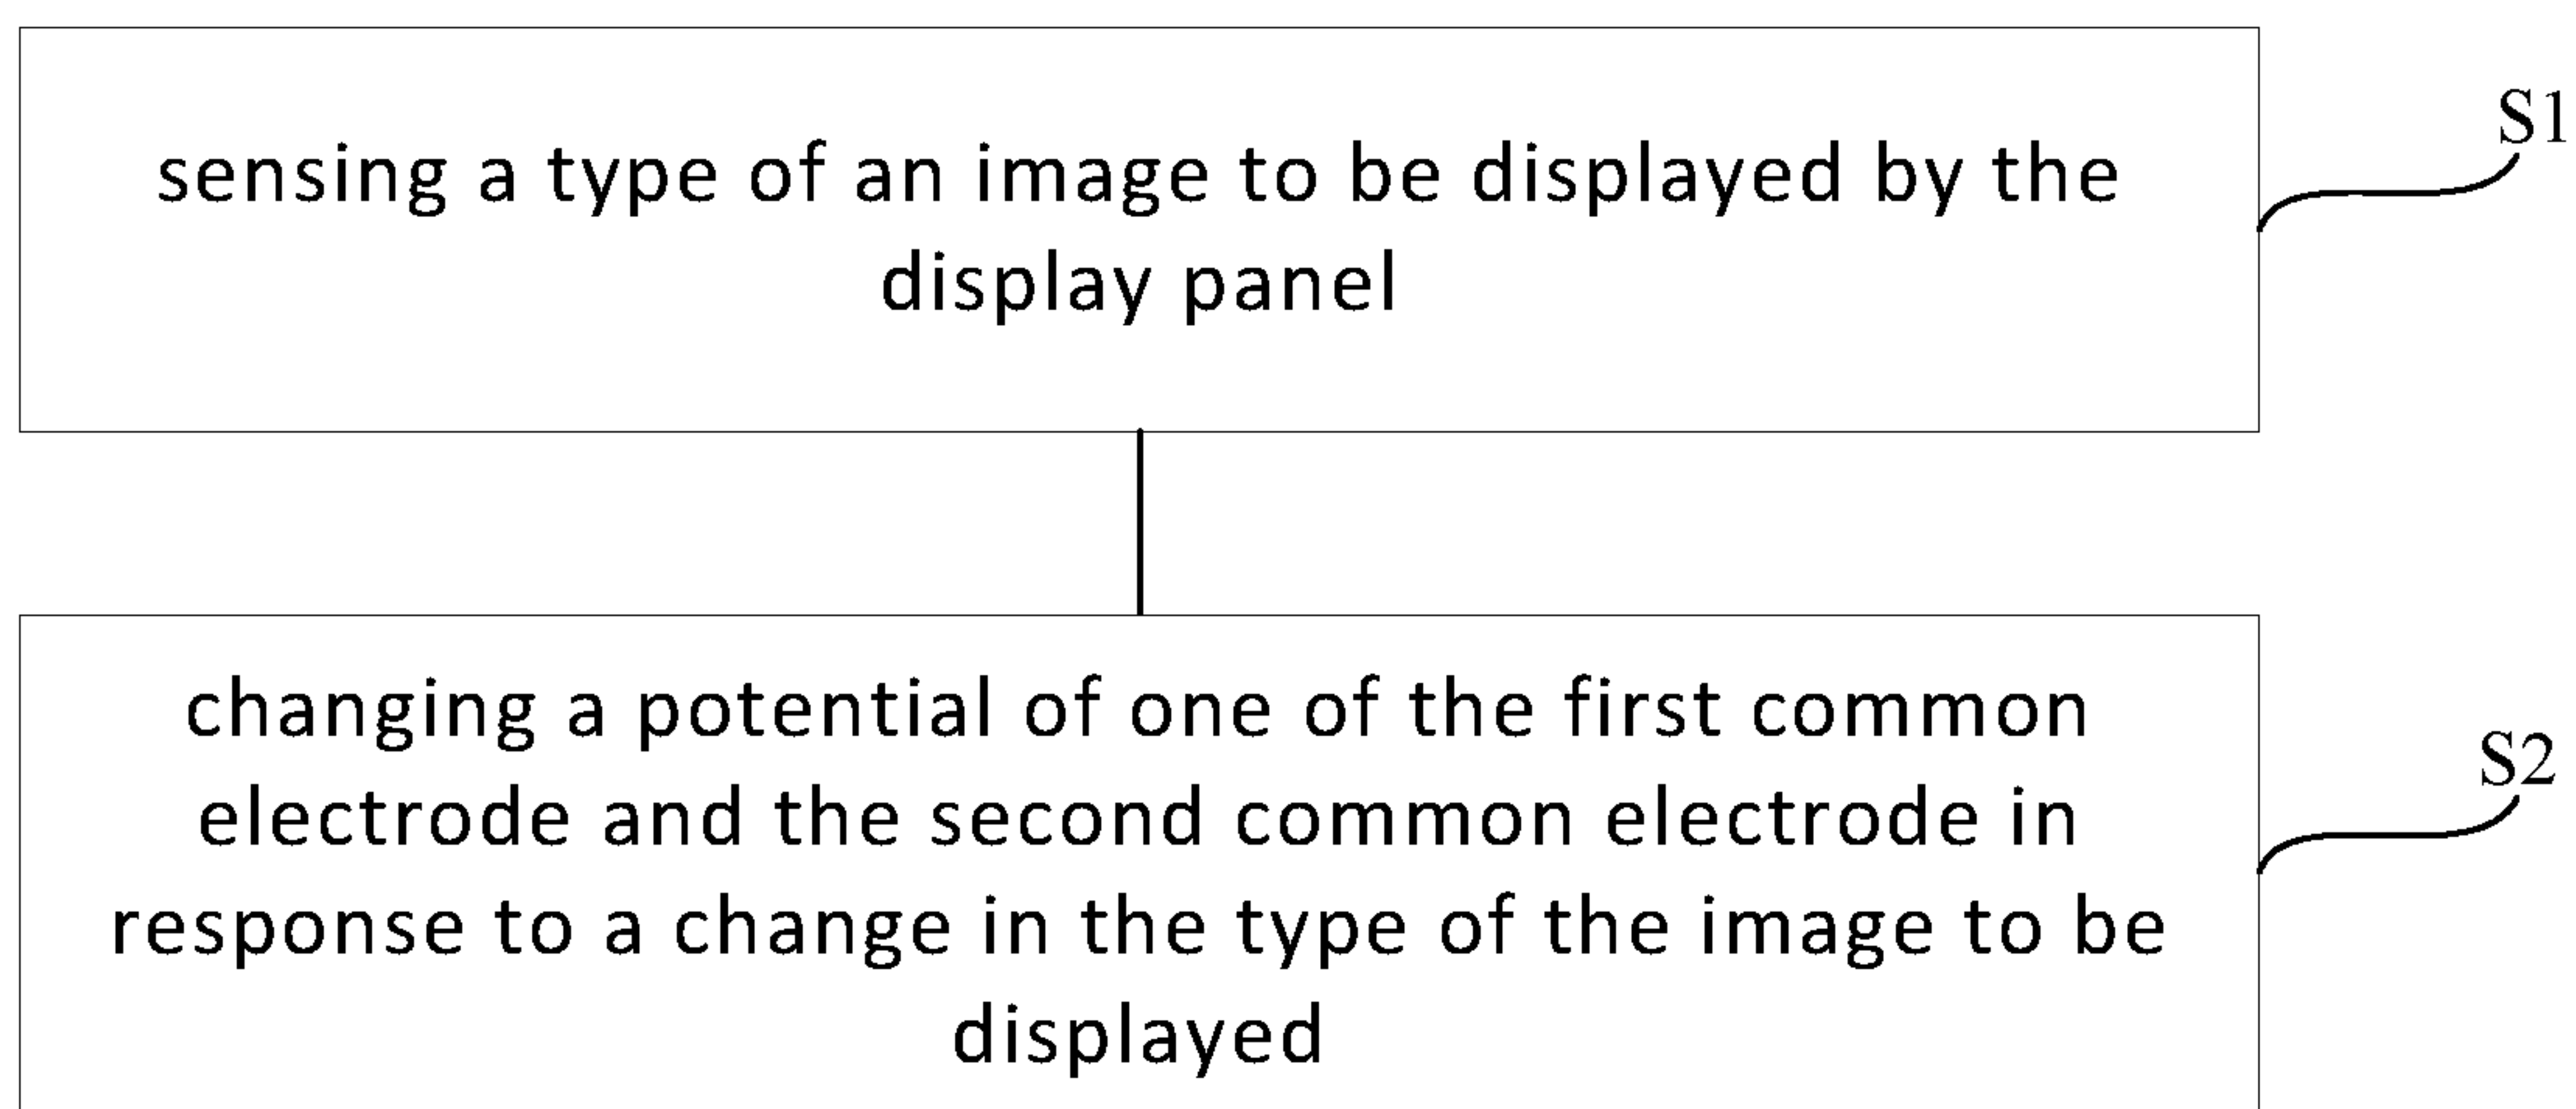 sensing a type of an image to be displayed by the
display panel
S1
changing a potential of one of the first common
electrode and the second common electrode in
response to a change in the type of the image to be
displayed
S2